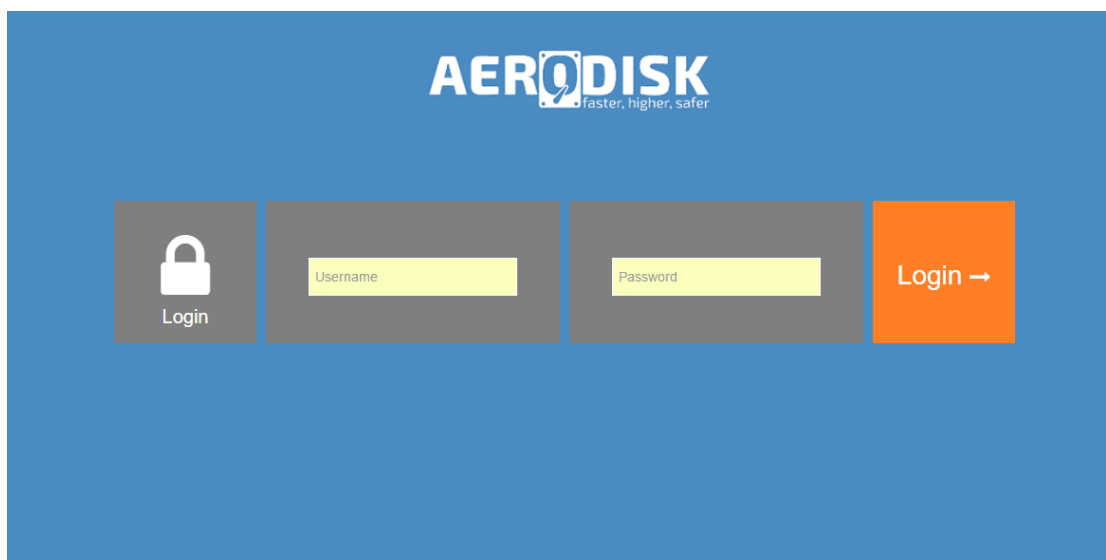 AERODISK
faster, higher, safer
Login
Username
Password
Login →